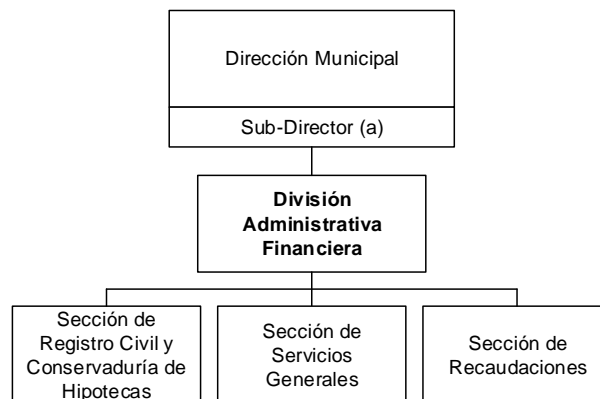 Dirección Municipal
Sub-Director (a)
División
Administrativa
Financiera
Sección de
Registro Civil y
Conservaduría de
Hipotecas
Sección de
Servicios
Generales
Sección de
Recaudaciones